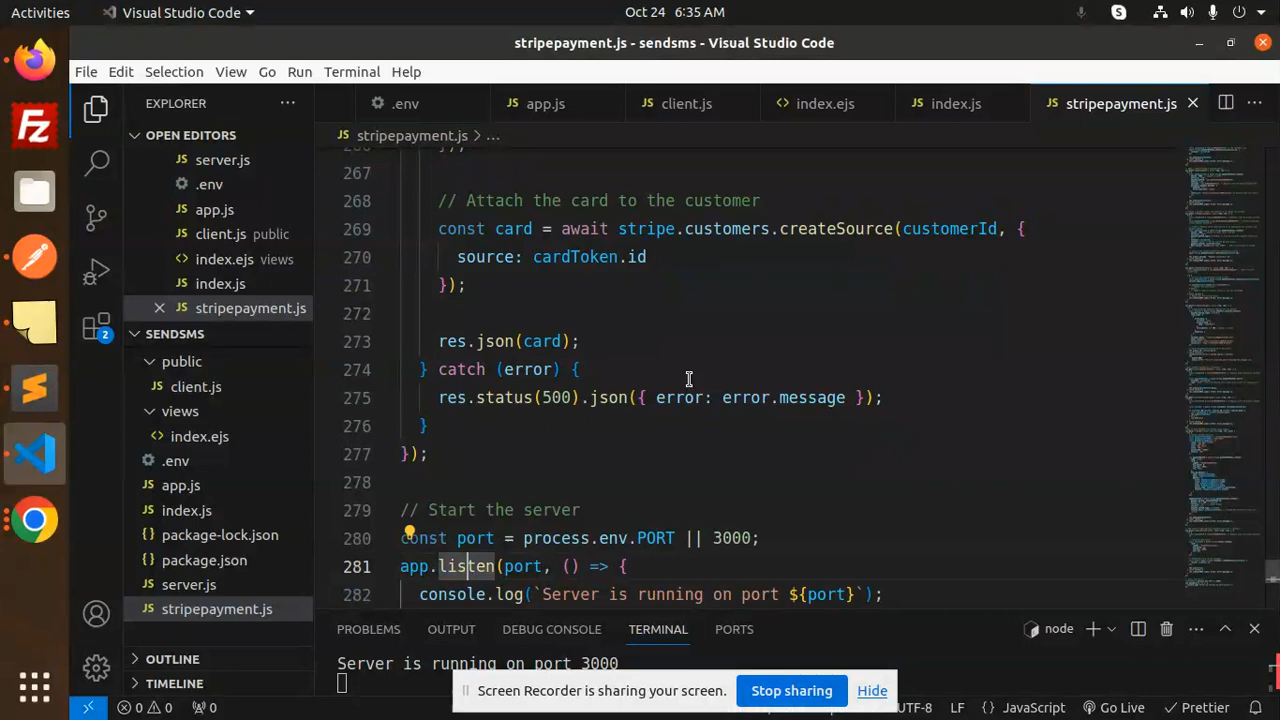 Activities
Visual Studio Code
Oct 24 6:35 AM
stripepayment.js - sendsms - Visual Studio Code
File Edit Selection View Go Run Terminal Help
EXPLORER
.env
app.js
client.js
index.ejs
index.js
stripepayment.js
OPEN EDITORS
server.js
.env
app.js
client.js public
index.ejs views
index.js
stripepayment.js
SENDSMS
public
client.js
views
index.ejs
.env
app.js
index.js
package-lock.json
package.json
server.js
stripepayment.js
OUTLINE
TIMELINE
2
stripepayment.js > ...
266 });
267
268 // Attach the card to the customer
269 const card = await stripe.customers.createSource(customerId, {
270 source: cardToken.id
271 });
272
273 res.json(card);
274 } catch (error) {
275 res.status(500).json({ error: error.message });
276 }
277 });
278
279 // Start the server
280 const port = process.env.PORT || 3000;
281 app.listen(port, () => {
282 console.log(`Server is running on port ${port}`);
PROBLEMS OUTPUT DEBUG CONSOLE TERMINAL PORTS
node
Server is running on port 3000
Screen Recorder is sharing your screen.
Stop sharing
Hide
0 0 0
UTF-8 LF JavaScript Go Live Prettier